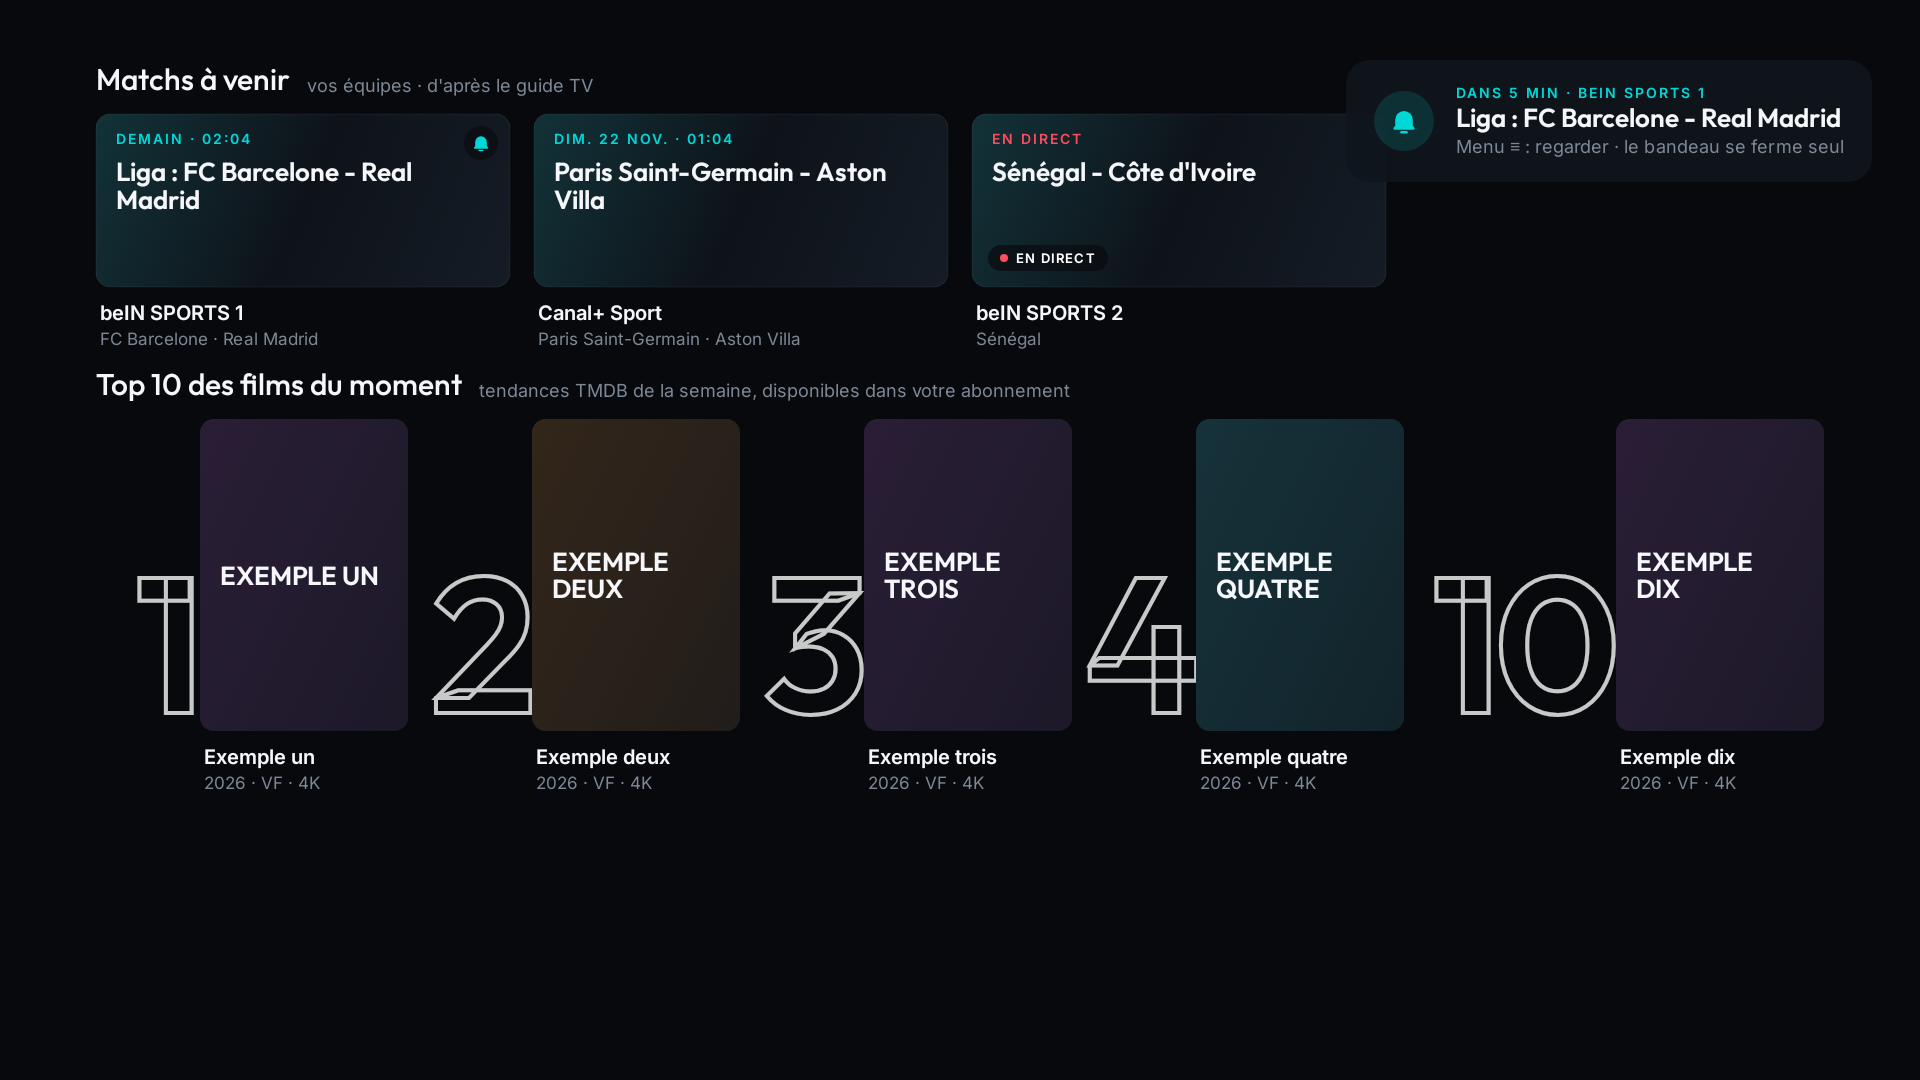 Matchs à venir vos équipes · d'après le guide TV
DANS 5 MIN · BEIN SPORTS 1
Liga : FC Barcelone - Real Madrid
Menu ≡ : regarder · le bandeau se ferme seul
DEMAIN · 02:04
Liga : FC Barcelone - Real
Madrid
beIN SPORTS 1
FC Barcelone · Real Madrid
DIM. 22 NOV. · 01:04
Paris Saint-Germain - Aston
Villa
Canal+ Sport
Paris Saint-Germain · Aston Villa
EN DIRECT
Sénégal - Côte d'Ivoire
EN DIRECT
beIN SPORTS 2
Sénégal
Top 10 des films du moment tendances TMDB de la semaine, disponibles dans votre abonnement
1
EXEMPLE UN
Exemple un
2026 · VF · 4K
2
EXEMPLE
DEUX
Exemple deux
2026 · VF · 4K
3
EXEMPLE
TROIS
Exemple trois
2026 · VF · 4K
4
EXEMPLE
QUATRE
Exemple quatre
2026 · VF · 4K
10
EXEMPLE
DIX
Exemple dix
2026 · VF · 4K